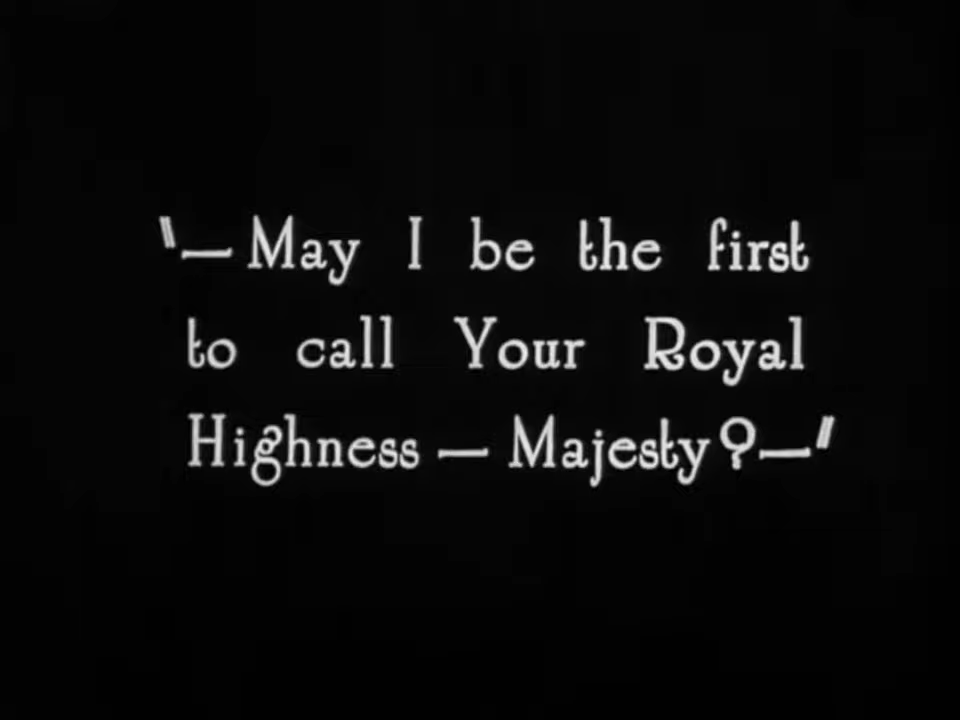 "—May I be the first
to call Your Royal
Highness — Majesty?—"